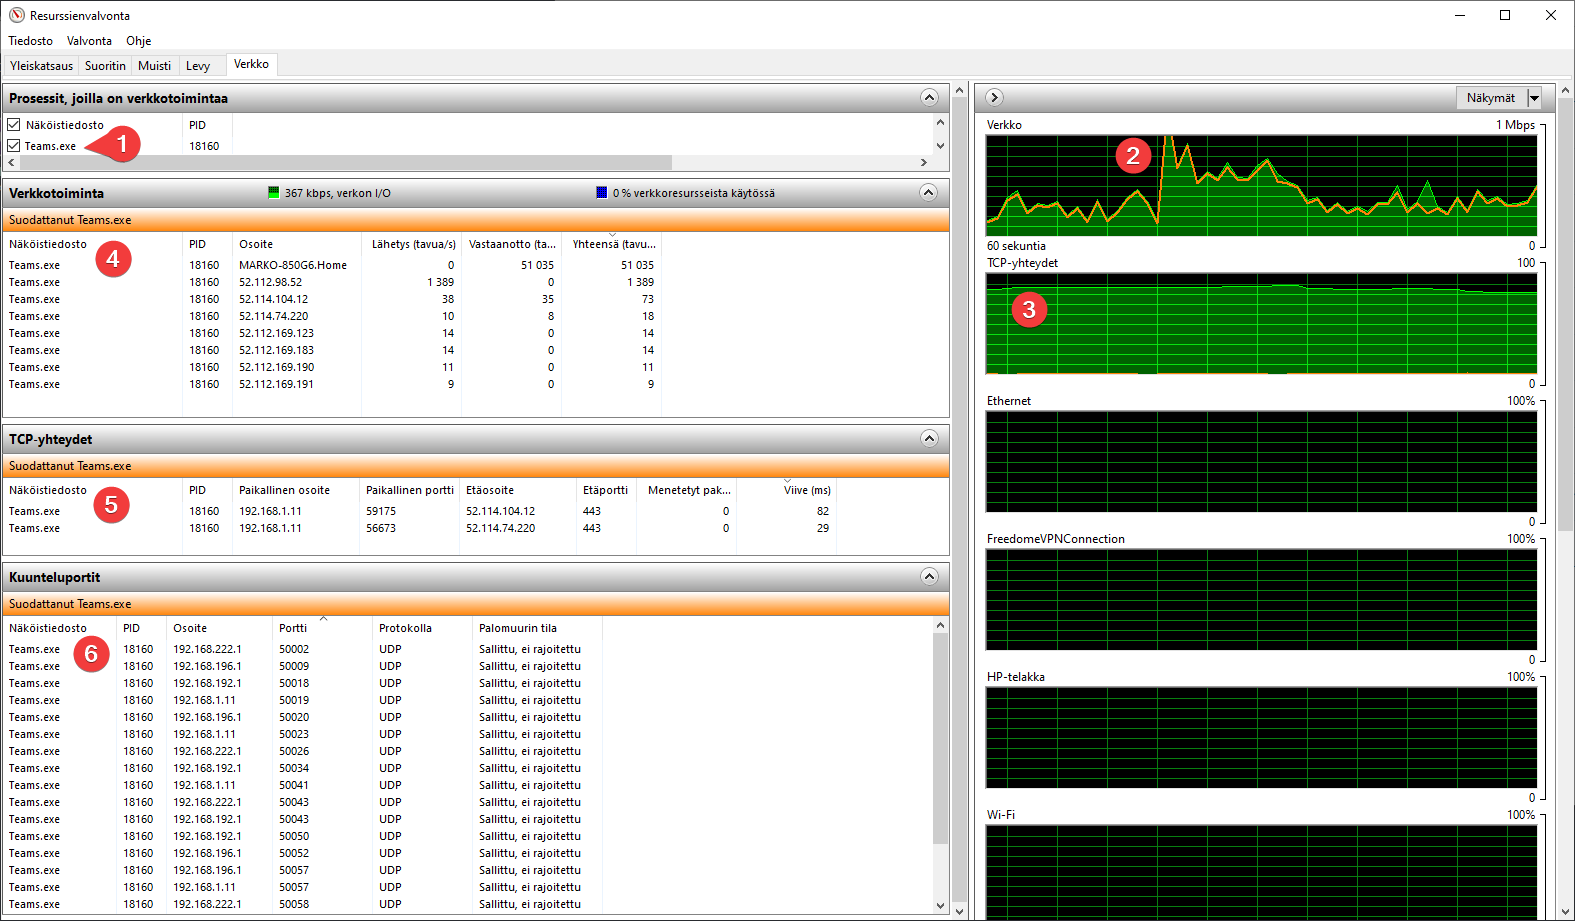 Resurssienvalvonta
Tiedosto Valvonta Ohje
Yleiskatsaus Suoritin Muisti Levy Verkko
Prosessit, joilla on verkkotoimintaa
Näköistiedosto PID
Teams.exe 18160
1
Verkkotoiminta 367 kbps, verkon I/O 0 % verkkoresursseista käytössä
Suodattanut Teams.exe
Näköistiedosto PID Osoite Lähetys (tavua/s) Vastaanotto (ta... Yhteensä (tavu...
4
Teams.exe 18160 MARKO-850G6.Home 0 51 035 51 035
Teams.exe 18160 52.112.98.52 1 389 0 1 389
Teams.exe 18160 52.114.104.12 38 35 73
Teams.exe 18160 52.114.74.220 10 8 18
Teams.exe 18160 52.112.169.123 14 0 14
Teams.exe 18160 52.112.169.183 14 0 14
Teams.exe 18160 52.112.169.190 11 0 11
Teams.exe 18160 52.112.169.191 9 0 9
TCP-yhteydet
Suodattanut Teams.exe
Näköistiedosto PID Paikallinen osoite Paikallinen portti Etäosoite Etäportti Menetetyt pak... Viive (ms)
5
Teams.exe 18160 192.168.1.11 59175 52.114.104.12 443 0 82
Teams.exe 18160 192.168.1.11 56673 52.114.74.220 443 0 29
Kuunteluportit
Suodattanut Teams.exe
Näköistiedosto PID Osoite Portti Protokolla Palomuurin tila
6
Teams.exe 18160 192.168.222.1 50002 UDP Sallittu, ei rajoitettu
Teams.exe 18160 192.168.196.1 50009 UDP Sallittu, ei rajoitettu
Teams.exe 18160 192.168.192.1 50018 UDP Sallittu, ei rajoitettu
Teams.exe 18160 192.168.1.11 50019 UDP Sallittu, ei rajoitettu
Teams.exe 18160 192.168.196.1 50020 UDP Sallittu, ei rajoitettu
Teams.exe 18160 192.168.1.11 50023 UDP Sallittu, ei rajoitettu
Teams.exe 18160 192.168.222.1 50026 UDP Sallittu, ei rajoitettu
Teams.exe 18160 192.168.192.1 50034 UDP Sallittu, ei rajoitettu
Teams.exe 18160 192.168.1.11 50041 UDP Sallittu, ei rajoitettu
Teams.exe 18160 192.168.222.1 50043 UDP Sallittu, ei rajoitettu
Teams.exe 18160 192.168.192.1 50043 UDP Sallittu, ei rajoitettu
Teams.exe 18160 192.168.192.1 50050 UDP Sallittu, ei rajoitettu
Teams.exe 18160 192.168.196.1 50052 UDP Sallittu, ei rajoitettu
Teams.exe 18160 192.168.196.1 50057 UDP Sallittu, ei rajoitettu
Teams.exe 18160 192.168.1.11 50057 UDP Sallittu, ei rajoitettu
Teams.exe 18160 192.168.222.1 50058 UDP Sallittu, ei rajoitettu
Näkymät
Verkko 1 Mbps
2
60 sekuntia 0
TCP-yhteydet 100
3
0
Ethernet 100%
0
FreedomeVPNConnection 100%
0
HP-telakka 100%
0
Wi-Fi 100%